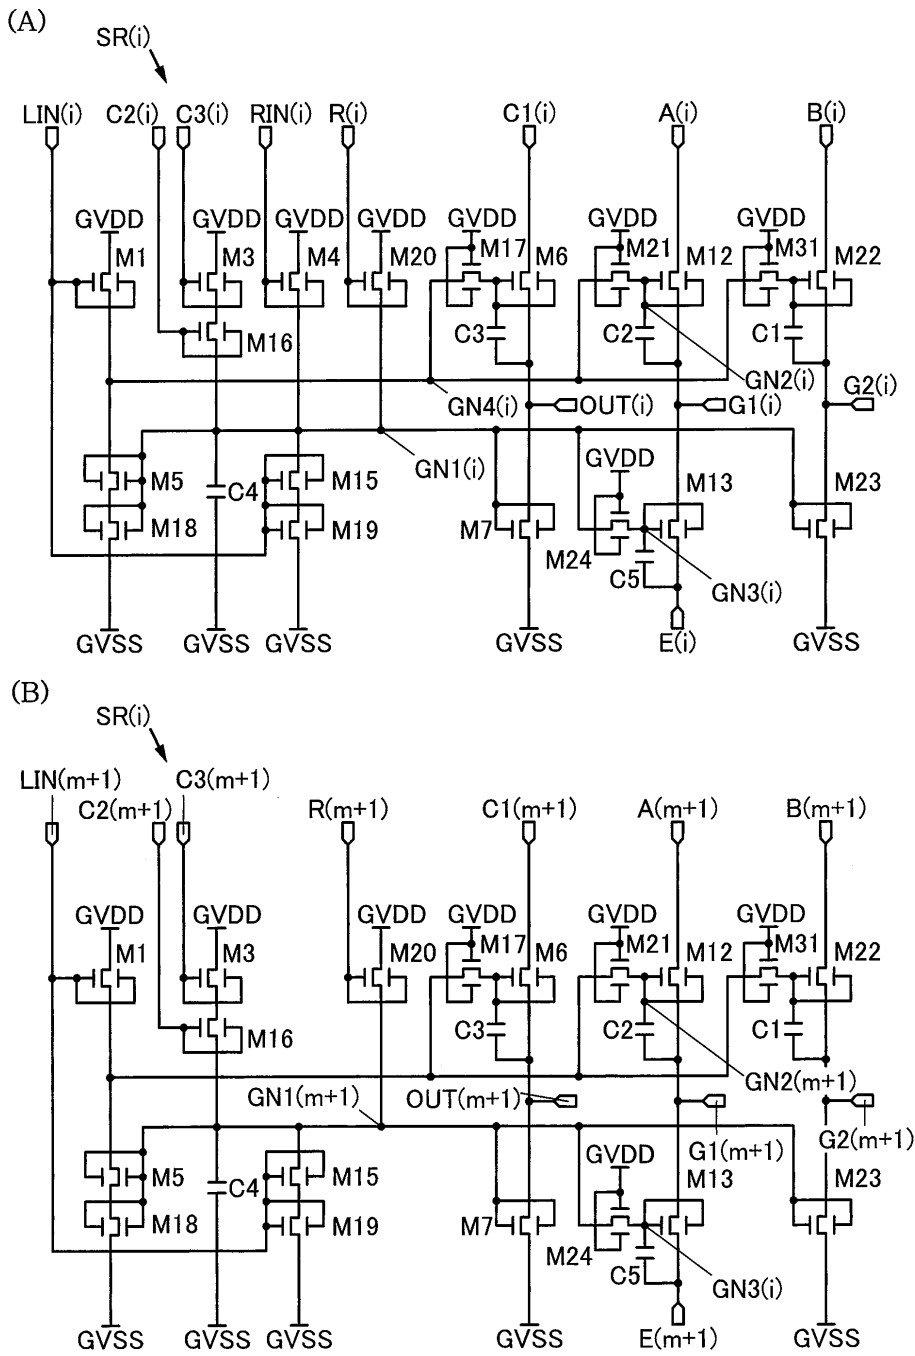 (A)
SR(i)
LIN(i) C2(i) C3(i) RIN(i) R(i) C1(i) A(i) B(i)
GVDD GVDD GVDD GVDD GVDD GVDD GVDD
M1 M3 M4 M20 M17 M6 M21 M12 M31 M22
M16 C3 C2 C1
GN2(i)
GN4(i) OUT(i) G1(i) G2(i)
GN1(i) GVDD
M5 C4 M15 M13 M23
M18 M19 M7 M24
C5 GN3(i)
GVSS GVSS GVSS GVSS E(i) GVSS
(B)
SR(i)
LIN(m+1) C3(m+1)
C2(m+1) R(m+1) C1(m+1) A(m+1) B(m+1)
GVDD GVDD GVDD GVDD GVDD GVDD
M1 M3 M20 M17 M6 M21 M12 M31 M22
M16 C3 C2 C1
GN2(m+1)
GN1(m+1) OUT(m+1)
G1(m+1) G2(m+1)
GVDD
M5 C4 M15 M13 M23
M18 M19 M7 M24
C5 GN3(i)
GVSS GVSS GVSS GVSS E(m+1) GVSS